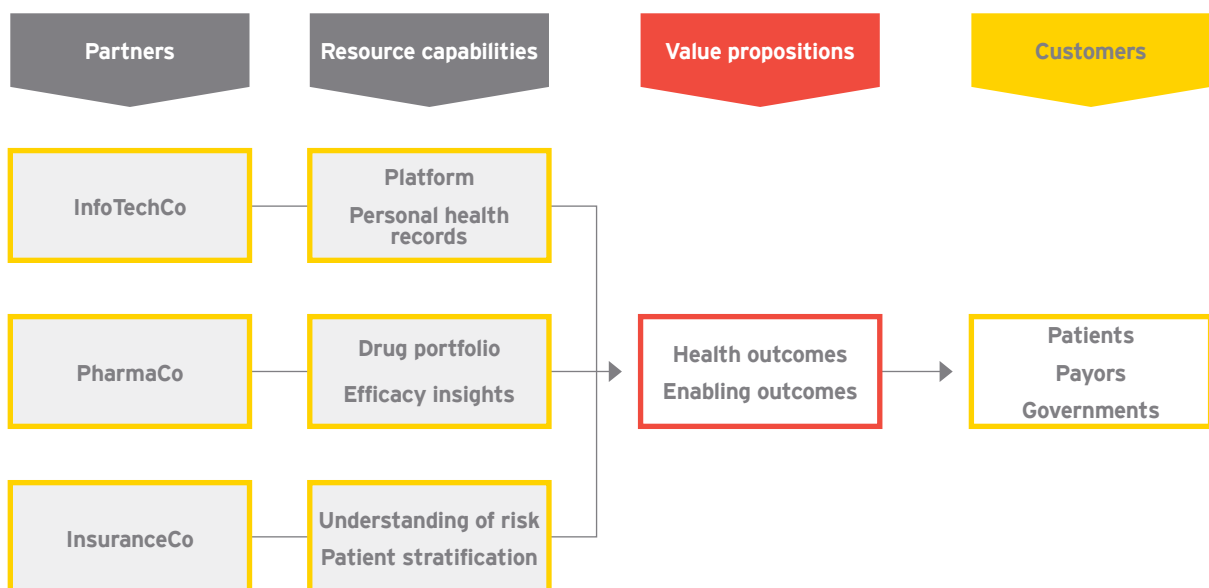 Partners
Resource capabilities
Value propositions
Customers
InfoTechCo
Platform
Personal health
records
PharmaCo
Drug portfolio
Efficacy insights
Health outcomes
Enabling outcomes
Patients
Payors
Governments
InsuranceCo
Understanding of risk
Patient stratification